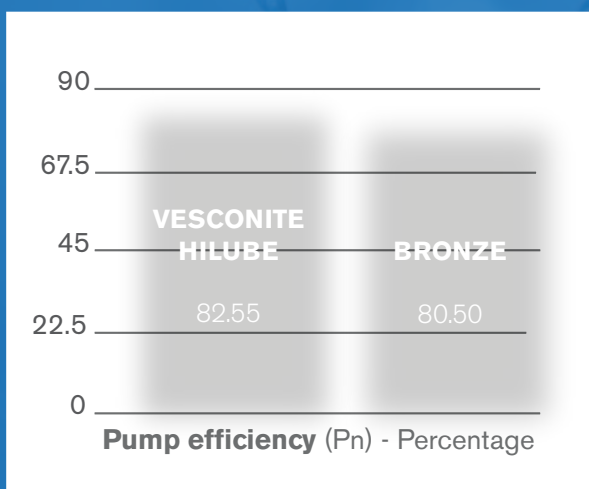 90
67.5
VESCONITE
HILUBE
BRONZE
45
82.55
80.50
22.5
0
Pump efficiency (Pn) - Percentage